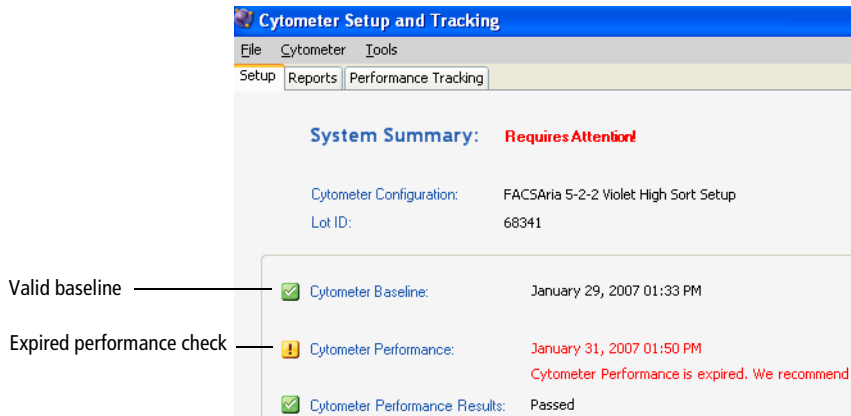 Cytometer Setup and Tracking
File Cytometer Tools
Setup Reports Performance Tracking
System Summary: Requires Attention!
Cytometer Configuration: FACSAria 5-2-2 Violet High Sort Setup
Lot ID: 68341
Valid baseline Cytometer Baseline: January 29, 2007 01:33 PM
Expired performance check Cytometer Performance: January 31, 2007 01:50 PM
Cytometer Performance is expired. We recommend
Cytometer Performance Results: Passed